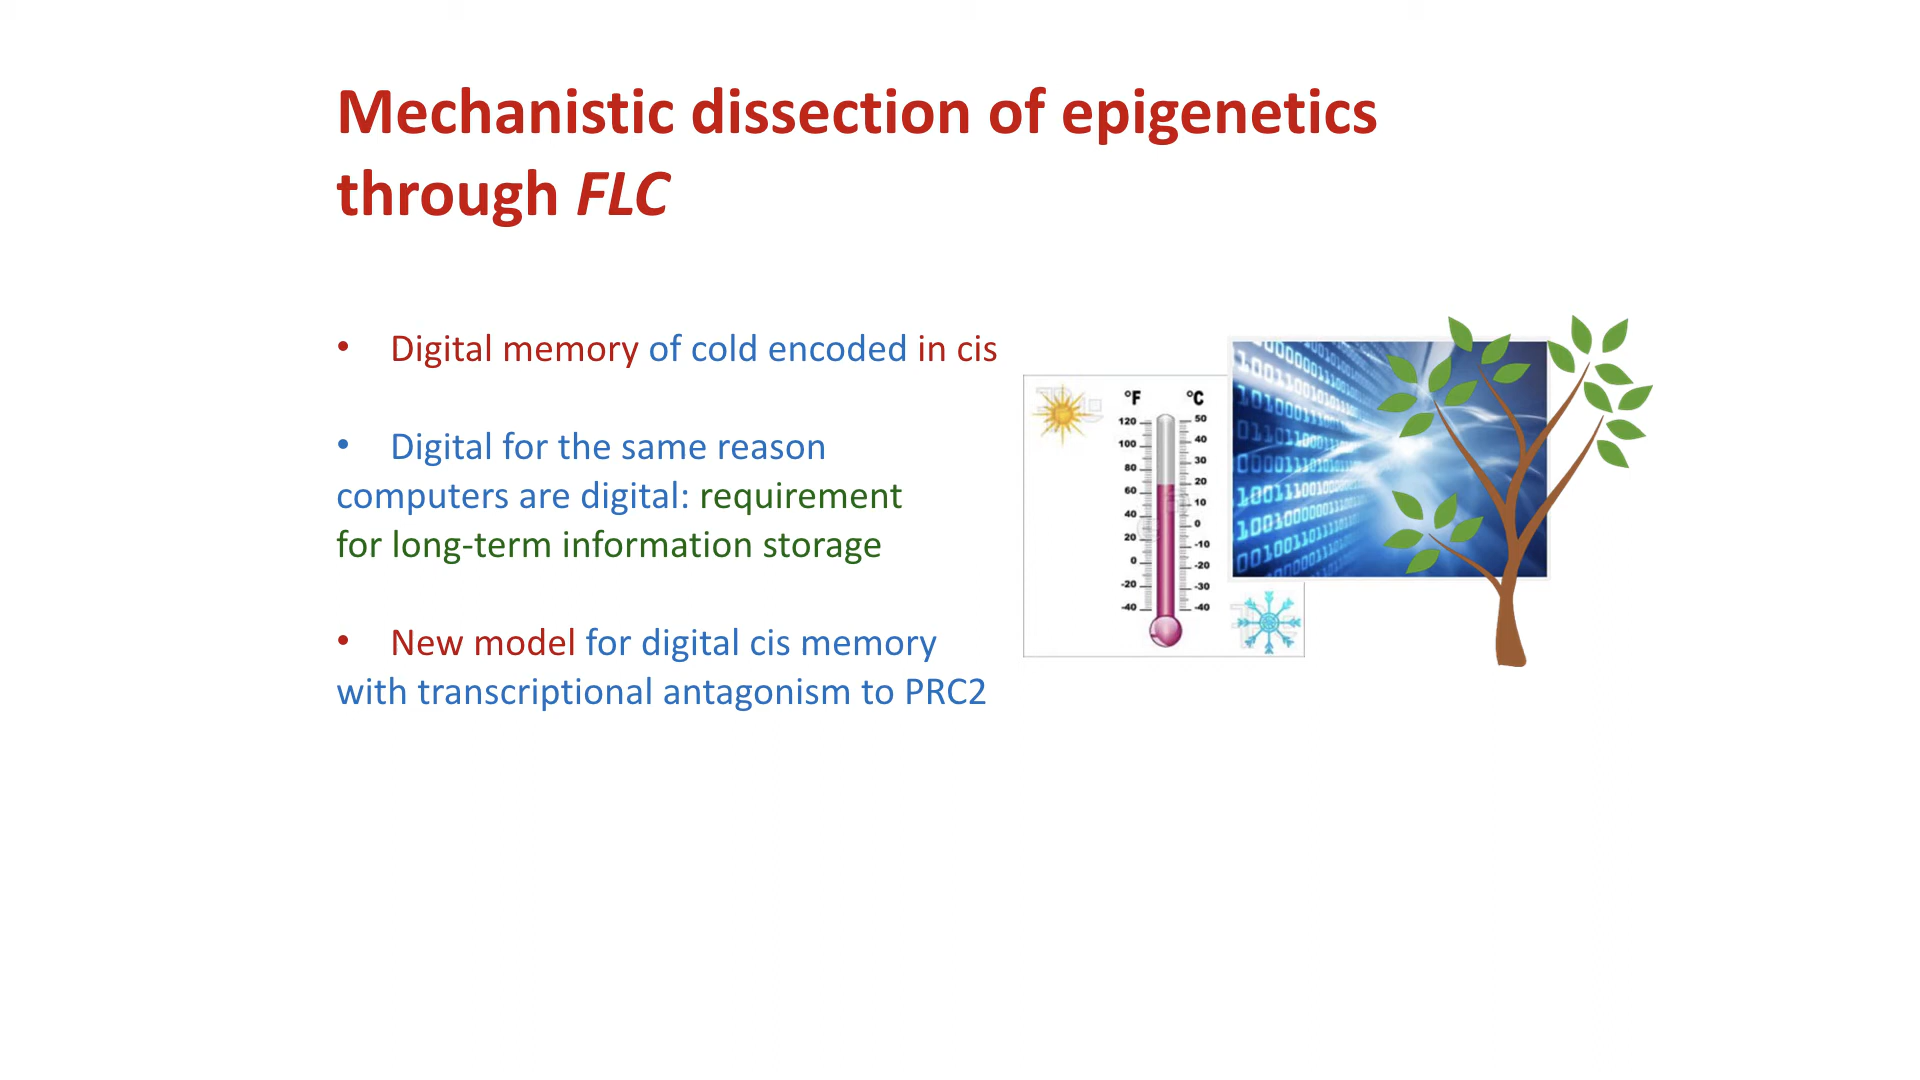 Mechanistic dissection of epigenetics
through FLC
• Digital memory of cold encoded in cis
• Digital for the same reason
computers are digital: requirement
for long-term information storage
• New model for digital cis memory
with transcriptional antagonism to PRC2
°F °C
120 50
100 40
80 30
60 20
40 10
20 0
0 -10
-20 -20
-40 -30
-40